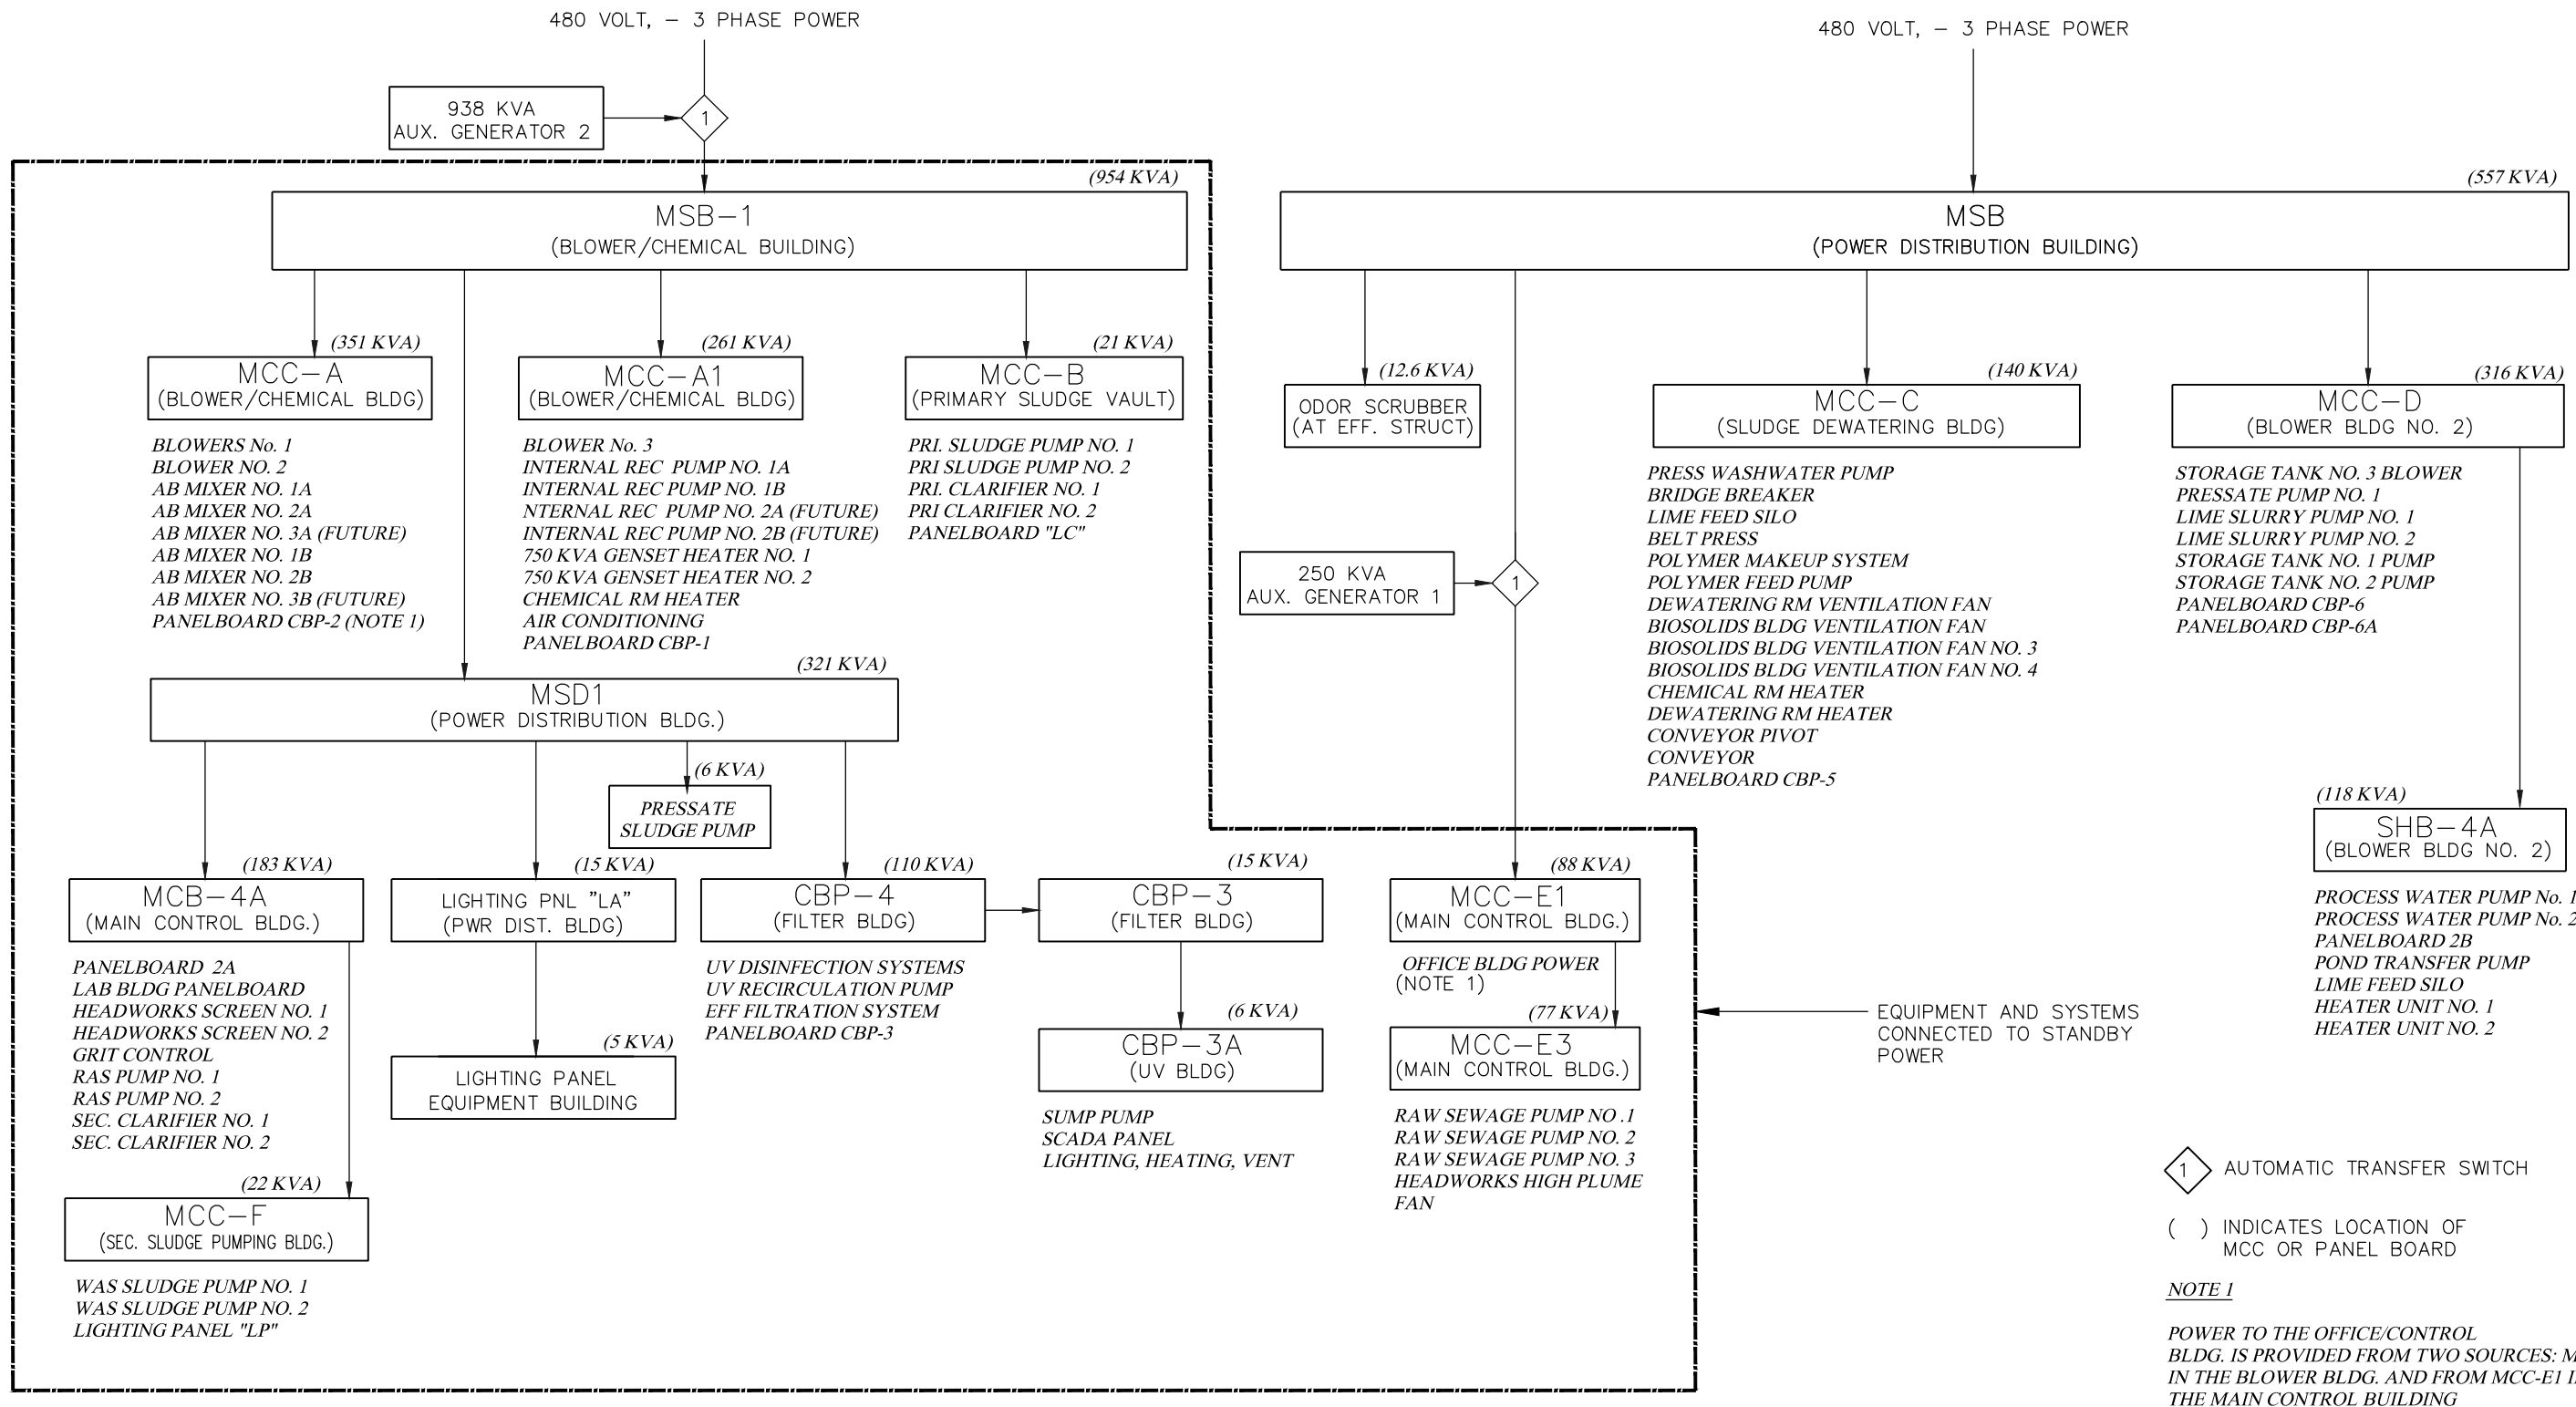 480 VOLT, – 3 PHASE POWER
938 KVA
AUX. GENERATOR 2
1
(954 KVA)
MSB–1
(BLOWER/CHEMICAL BUILDING)
(351 KVA)
MCC–A
(BLOWER/CHEMICAL BLDG)
BLOWERS No. 1
BLOWER NO. 2
AB MIXER NO. 1A
AB MIXER NO. 2A
AB MIXER NO. 3A (FUTURE)
AB MIXER NO. 1B
AB MIXER NO. 2B
AB MIXER NO. 3B (FUTURE)
PANELBOARD CBP-2 (NOTE 1)
(261 KVA)
MCC–A1
(BLOWER/CHEMICAL BLDG)
BLOWER No. 3
INTERNAL REC  PUMP NO. 1A
INTERNAL REC PUMP NO. 1B
NTERNAL REC  PUMP NO. 2A (FUTURE)
INTERNAL REC PUMP NO. 2B (FUTURE)
750 KVA GENSET HEATER NO. 1
750 KVA GENSET HEATER NO. 2
CHEMICAL RM HEATER
AIR CONDITIONING
PANELBOARD CBP-1
(21 KVA)
MCC–B
(PRIMARY SLUDGE VAULT)
PRI. SLUDGE PUMP NO. 1
PRI SLUDGE PUMP NO. 2
PRI. CLARIFIER NO. 1
PRI CLARIFIER NO. 2
PANELBOARD "LC"
(321 KVA)
MSD1
(POWER DISTRIBUTION BLDG.)
(6 KVA)
PRESSATE
SLUDGE PUMP
(183 KVA)
MCB–4A
(MAIN CONTROL BLDG.)
PANELBOARD  2A
LAB BLDG PANELBOARD
HEADWORKS SCREEN NO. 1
HEADWORKS SCREEN NO. 2
GRIT CONTROL
RAS PUMP NO. 1
RAS PUMP NO. 2
SEC. CLARIFIER NO. 1
SEC. CLARIFIER NO. 2
(22 KVA)
MCC–F
(SEC. SLUDGE PUMPING BLDG.)
WAS SLUDGE PUMP NO. 1
WAS SLUDGE PUMP NO. 2
LIGHTING PANEL "LP"
(15 KVA)
LIGHTING PNL "LA"
(PWR DIST. BLDG)
(5 KVA)
LIGHTING PANEL
EQUIPMENT BUILDING
(110 KVA)
CBP–4
(FILTER BLDG)
UV DISINFECTION SYSTEMS
UV RECIRCULATION PUMP
EFF FILTRATION SYSTEM
PANELBOARD CBP-3
(15 KVA)
CBP–3
(FILTER BLDG)
(6 KVA)
CBP–3A
(UV BLDG)
SUMP PUMP
SCADA PANEL
LIGHTING, HEATING, VENT
480 VOLT, – 3 PHASE POWER
(557 KVA)
MSB
(POWER DISTRIBUTION BUILDING)
(12.6 KVA)
ODOR SCRUBBER
(AT EFF. STRUCT)
250 KVA
AUX. GENERATOR 1
1
(88 KVA)
MCC–E1
(MAIN CONTROL BLDG.)
OFFICE BLDG POWER
(NOTE 1)
(77 KVA)
MCC–E3
(MAIN CONTROL BLDG.)
RAW SEWAGE PUMP NO .1
RAW SEWAGE PUMP NO. 2
RAW SEWAGE PUMP NO. 3
HEADWORKS HIGH PLUME
FAN
(140 KVA)
MCC–C
(SLUDGE DEWATERING BLDG)
PRESS WASHWATER PUMP
BRIDGE BREAKER
LIME FEED SILO
BELT PRESS
POLYMER MAKEUP SYSTEM
POLYMER FEED PUMP
DEWATERING RM VENTILATION FAN
BIOSOLIDS BLDG VENTILATION FAN
BIOSOLIDS BLDG VENTILATION FAN NO. 3
BIOSOLIDS BLDG VENTILATION FAN NO. 4
CHEMICAL RM HEATER
DEWATERING RM HEATER
CONVEYOR PIVOT
CONVEYOR
PANELBOARD CBP-5
(316 KVA)
MCC–D
(BLOWER BLDG NO. 2)
STORAGE TANK NO. 3 BLOWER
PRESSATE PUMP NO. 1
LIME SLURRY PUMP NO. 1
LIME SLURRY PUMP NO. 2
STORAGE TANK NO. 1 PUMP
STORAGE TANK NO. 2 PUMP
PANELBOARD CBP-6
PANELBOARD CBP-6A
(118 KVA)
SHB–4A
(BLOWER BLDG NO. 2)
PROCESS WATER PUMP No. 1
PROCESS WATER PUMP No. 2
PANELBOARD 2B
POND TRANSFER PUMP
LIME FEED SILO
HEATER UNIT NO. 1
HEATER UNIT NO. 2
EQUIPMENT AND SYSTEMS
CONNECTED TO STANDBY
POWER
1 AUTOMATIC TRANSFER SWITCH
(  ) INDICATES LOCATION OF
MCC OR PANEL BOARD
NOTE 1
POWER TO THE OFFICE/CONTROL
BLDG. IS PROVIDED FROM TWO SOURCES:
IN THE BLOWER BLDG. AND FROM MCC-E1
THE MAIN CONTROL BUILDING